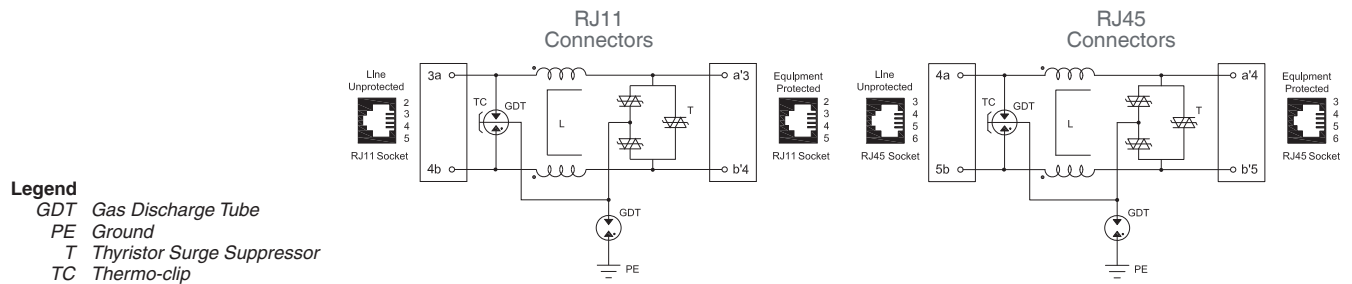 RJ11
Connectors
LIne
Unprotected
2
3
4
5
RJ11 Socket
3a
4b
TC
GDT
L
T
a'3
b'4
EquIpment
Protected
2
3
4
5
RJ11 Socket
GDT
PE
RJ45
Connectors
LIne
Unprotected
3
4
5
6
RJ45 Socket
4a
5b
TC
GDT
L
T
a'4
b'5
EquIpment
Protected
3
4
5
6
RJ45 Socket
GDT
PE
Legend
GDT Gas Discharge Tube
PE Ground
T Thyristor Surge Suppressor
TC Thermo-clip